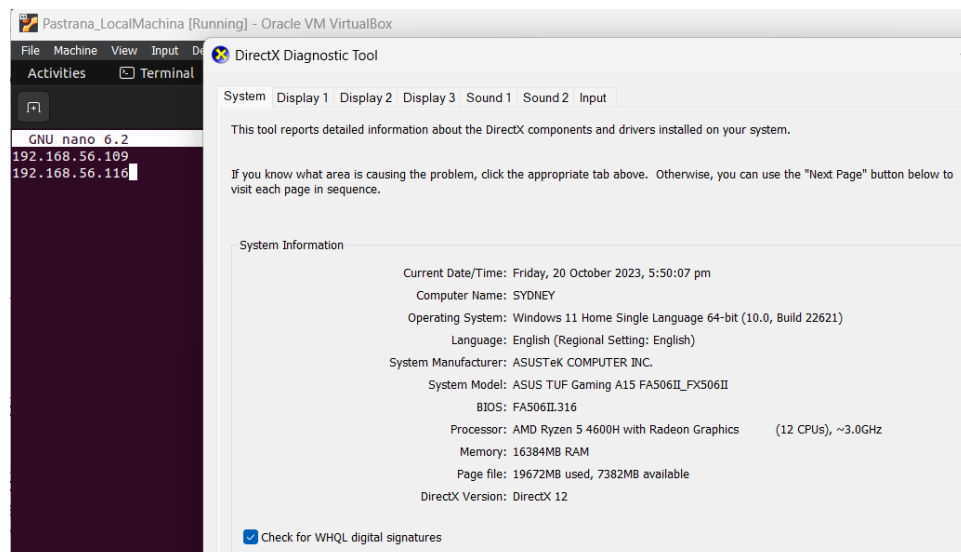 Pastrana_LocalMachina [Running] - Oracle VM VirtualBox
File Machine View Input De
Activities Terminal
GNU nano 6.2
192.168.56.109
192.168.56.116
DirectX Diagnostic Tool
System Display 1 Display 2 Display 3 Sound 1 Sound 2 Input
This tool reports detailed information about the DirectX components and drivers installed on your system.
If you know what area is causing the problem, click the appropriate tab above. Otherwise, you can use the "Next Page" button below to
visit each page in sequence.
System Information
Current Date/Time: Friday, 20 October 2023, 5:50:07 pm
Computer Name: SYDNEY
Operating System: Windows 11 Home Single Language 64-bit (10.0, Build 22621)
Language: English (Regional Setting: English)
System Manufacturer: ASUSTeK COMPUTER INC.
System Model: ASUS TUF Gaming A15 FA506II_FX506II
BIOS: FA506II.316
Processor: AMD Ryzen 5 4600H with Radeon Graphics (12 CPUs), ~3.0GHz
Memory: 16384MB RAM
Page file: 19672MB used, 7382MB available
DirectX Version: DirectX 12
Check for WHQL digital signatures